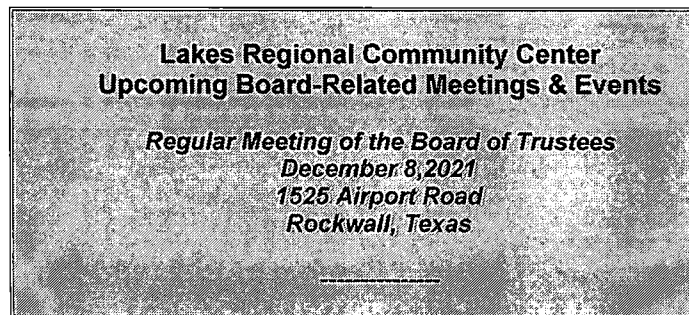 Lakes Regional Community Center
Upcoming Board-Related Meetings & Events
Regular Meeting of the Board of Trustees
December 8,2021
1525 Airport Road
Rockwall, Texas